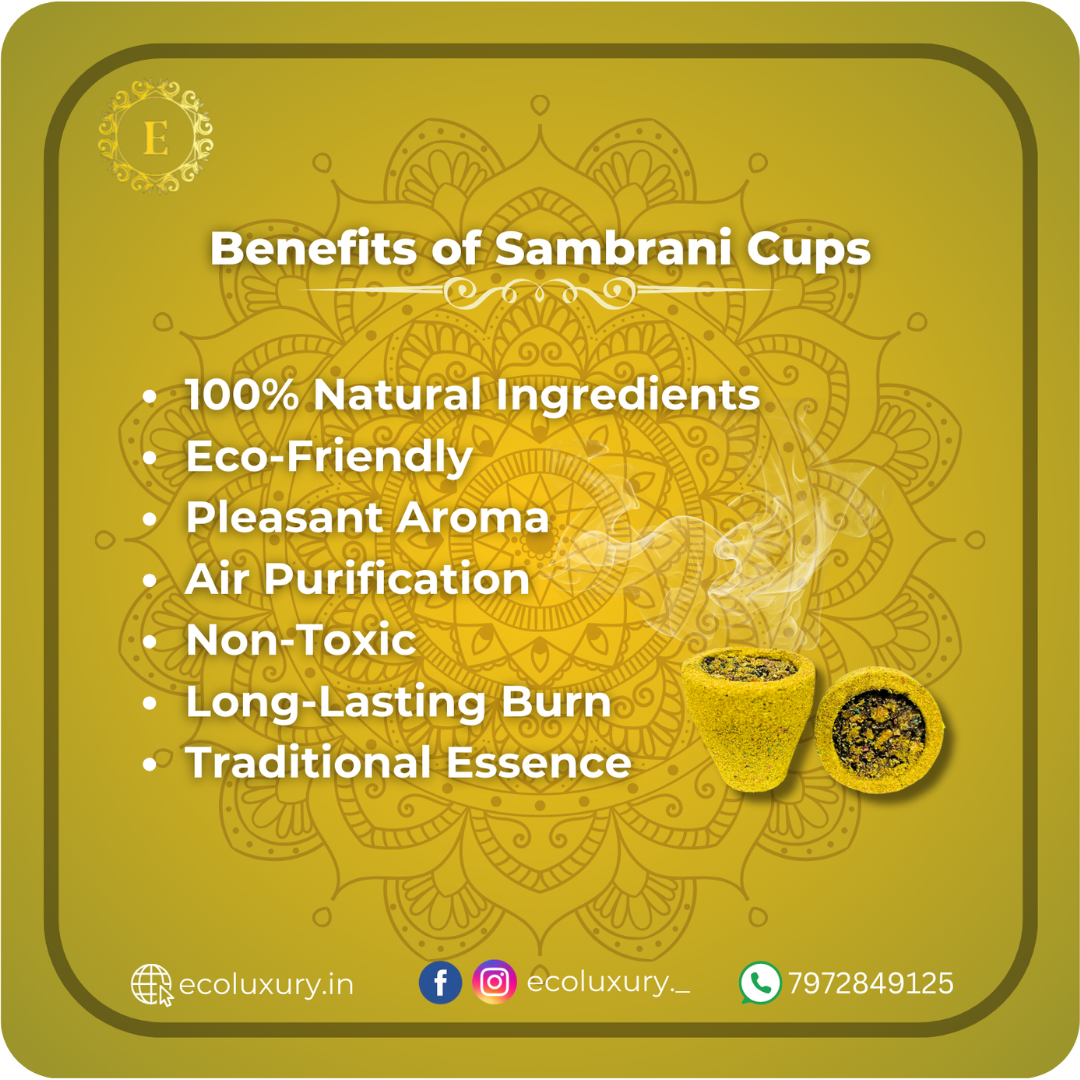 E
Benefits of Sambrani Cups
• 100% Natural Ingredients
• Eco-Friendly
• Pleasant Aroma
• Air Purification
• Non-Toxic
• Long-Lasting Burn
• Traditional Essence
ecoluxury.in
ecoluxury._
7972849125